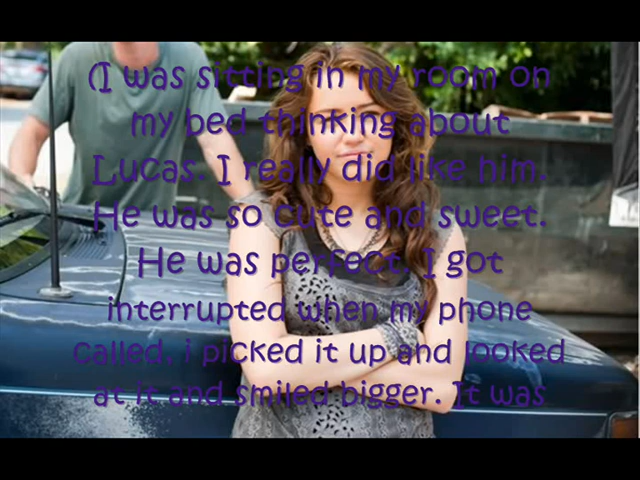 (I was sitting in my room on
my bed thinking about
Lucas. I really did like him.
He was so cute and sweet.
He was perfect. I got
interrupted when my phone
called, i picked it up and looked
at it and smiled bigger. It was